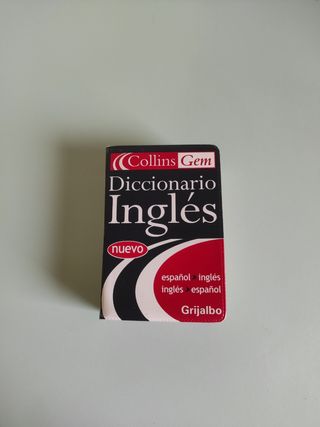 Collins Gem
Diccionario
Inglés
nuevo
español inglés
inglés español
Grijalbo